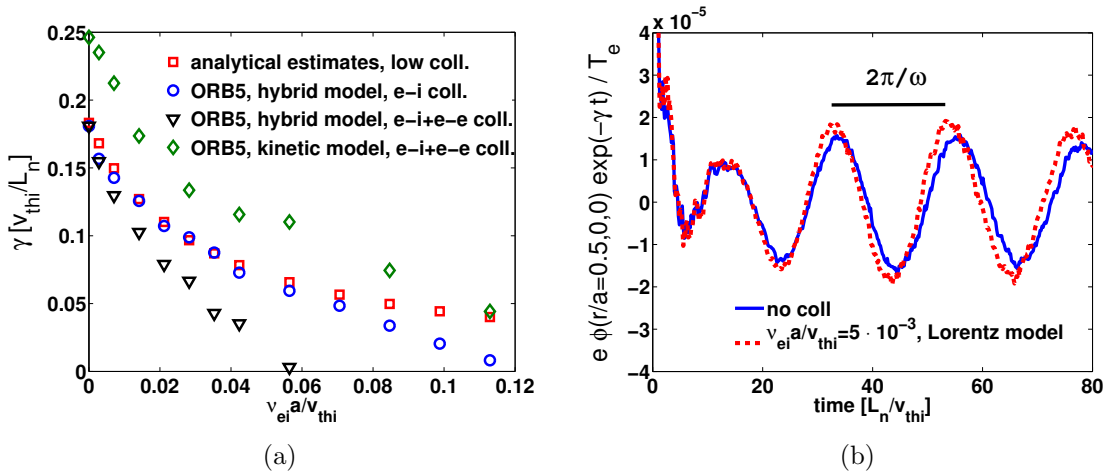 0.25
0.2
0.15
0.1
0.05
0
0
0.02
0.04
0.06
0.08
0.1
0.12
γ [v_thi/L_n]
ν_ei a/v_thi
analytical estimates, low coll.
ORB5, hybrid model, e-i coll.
ORB5, hybrid model, e-i+e-e coll.
ORB5, kinetic model, e-i+e-e coll.
(a)
x 10^-5
4
3
2
1
0
-1
-2
-3
-4
-5
0
20
40
60
80
e ϕ(r/a=0.5,0,0) exp(-γ t) / T_e
time [L_n/v_thi]
2π/ω
no coll
ν_ei a/v_thi=5 · 10^-3, Lorentz model
(b)